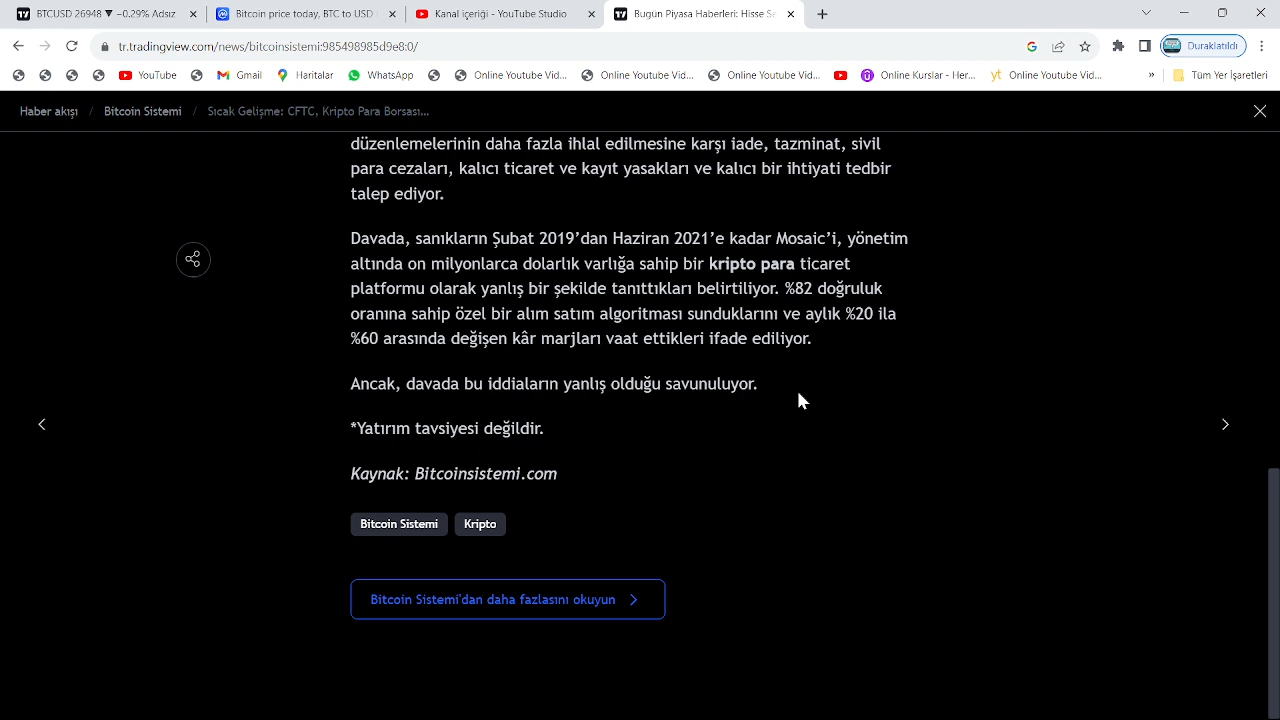 BTCUSD 26948 ▼ −0.29% Adsız
Bitcoin price today, BTC to USD
Kanal içeriği - YouTube Studio
Bugün Piyasa Haberleri: Hisse Se
tr.tradingview.com/news/bitcoinsistemi:985498985d9e8:0/
Duraklatıldı
YouTube
Gmail
Haritalar
WhatsApp
Online Youtube Vid...
Online Youtube Vid...
Online Youtube Vid...
Online Kurslar - Her...
yt Online Youtube Vid...
»
Tüm Yer İşaretleri
Haber akışı / Bitcoin Sistemi / Sıcak Gelişme: CFTC, Kripto Para Borsası...
düzenlemelerinin daha fazla ihlal edilmesine karşı iade, tazminat, sivil
para cezaları, kalıcı ticaret ve kayıt yasakları ve kalıcı bir ihtiyati tedbir
talep ediyor.
Davada, sanıkların Şubat 2019’dan Haziran 2021’e kadar Mosaic’i, yönetim
altında on milyonlarca dolarlık varlığa sahip bir kripto para ticaret
platformu olarak yanlış bir şekilde tanıttıkları belirtiliyor. %82 doğruluk
oranına sahip özel bir alım satım algoritması sunduklarını ve aylık %20 ila
%60 arasında değişen kâr marjları vaat ettikleri ifade ediliyor.
Ancak, davada bu iddiaların yanlış olduğu savunuluyor.
*Yatırım tavsiyesi değildir.
Kaynak: Bitcoinsistemi.com
Bitcoin Sistemi
Kripto
Bitcoin Sistemi'dan daha fazlasını okuyun